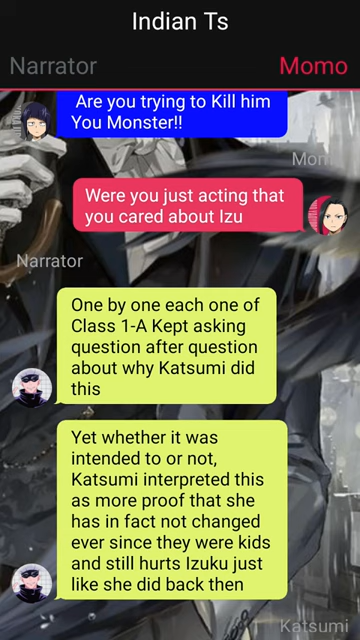 Indian Ts
Narrator
Momo
Are you trying to Kill him
You Monster!!
Were you just acting that
you cared about Izu
Narrator
One by one each one of
Class 1-A Kept asking
question after question
about why Katsumi did
this
Yet whether it was
intended to or not,
Katsumi interpreted this
as more proof that she
has in fact not changed
ever since they were kids
and still hurts Izuku just
like she did back then
Katsumi